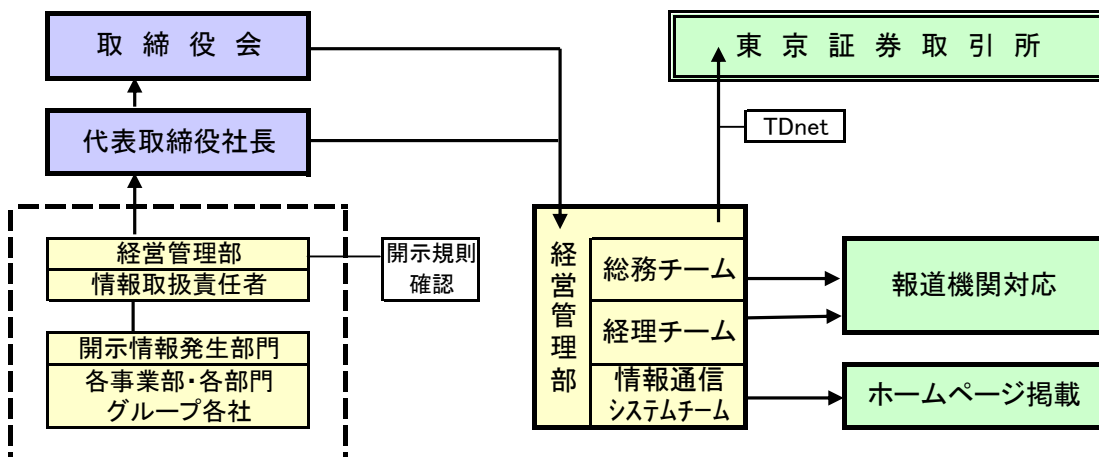 取締役会
代表取締役社長
経営管理部
情報取扱責任者
開示規則
確認
開示情報発生部門
各事業部・各部門
グループ各社
東京証券取引所
TDnet
経営管理部
総務チーム
経理チーム
情報通信
システムチーム
報道機関対応
ホームページ掲載